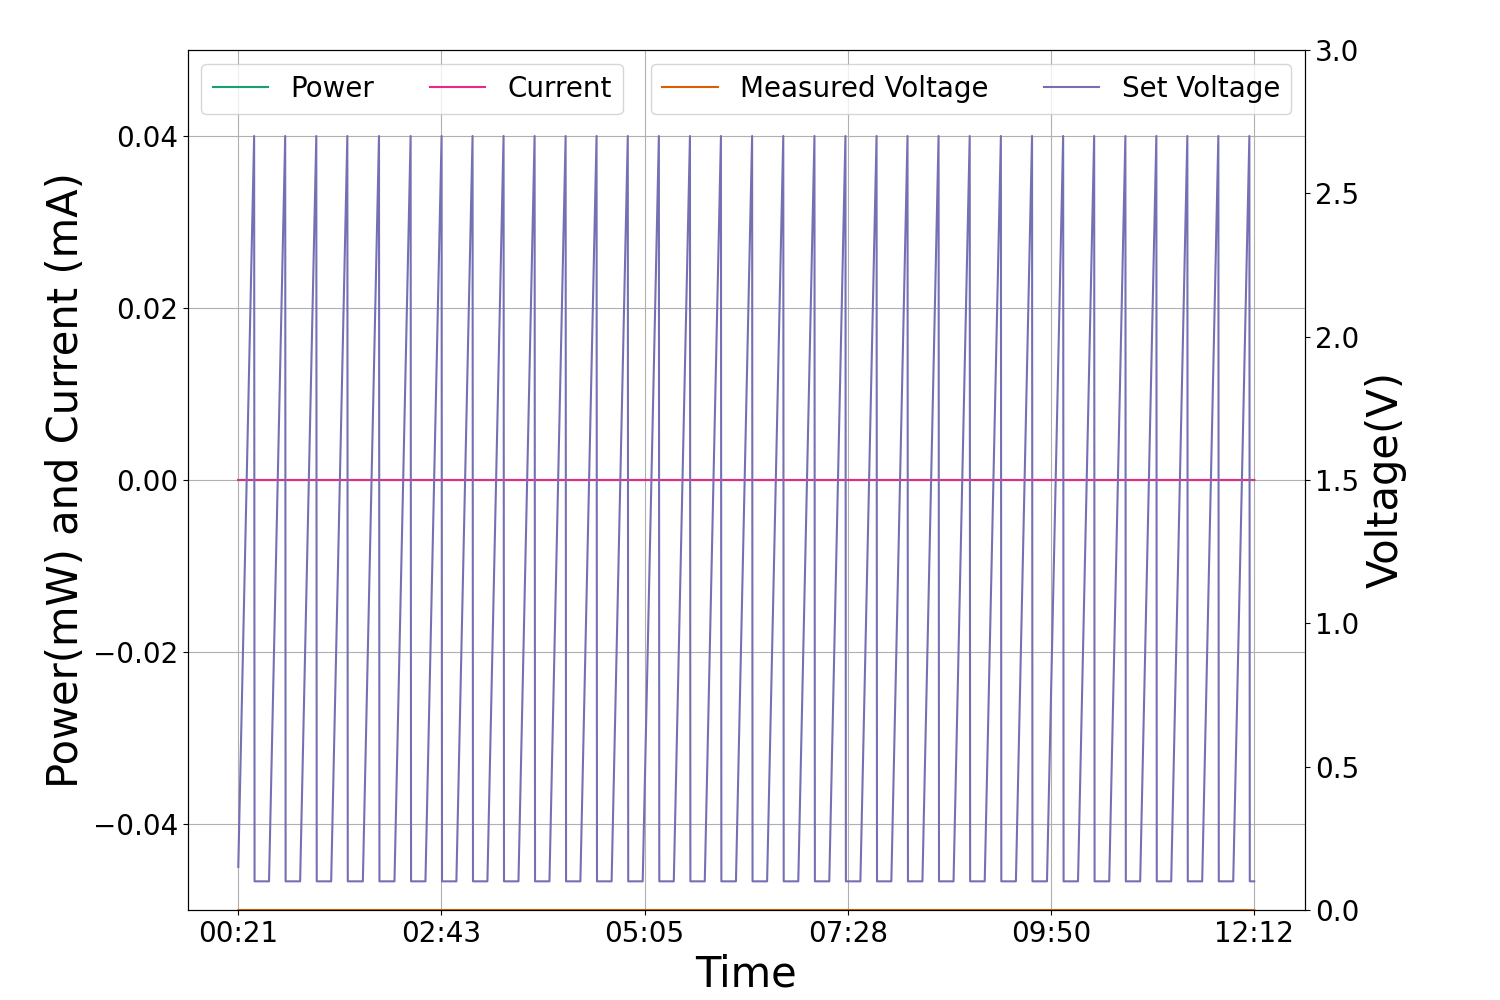 Power Current Measured Voltage Set Voltage
Power(mW) and Current (mA)
0.04
0.02
0.00
−0.02
−0.04
3.0
2.5
2.0
1.5
1.0
0.5
0.0
Voltage(V)
00:21 02:43 05:05 07:28 09:50 12:12
Time